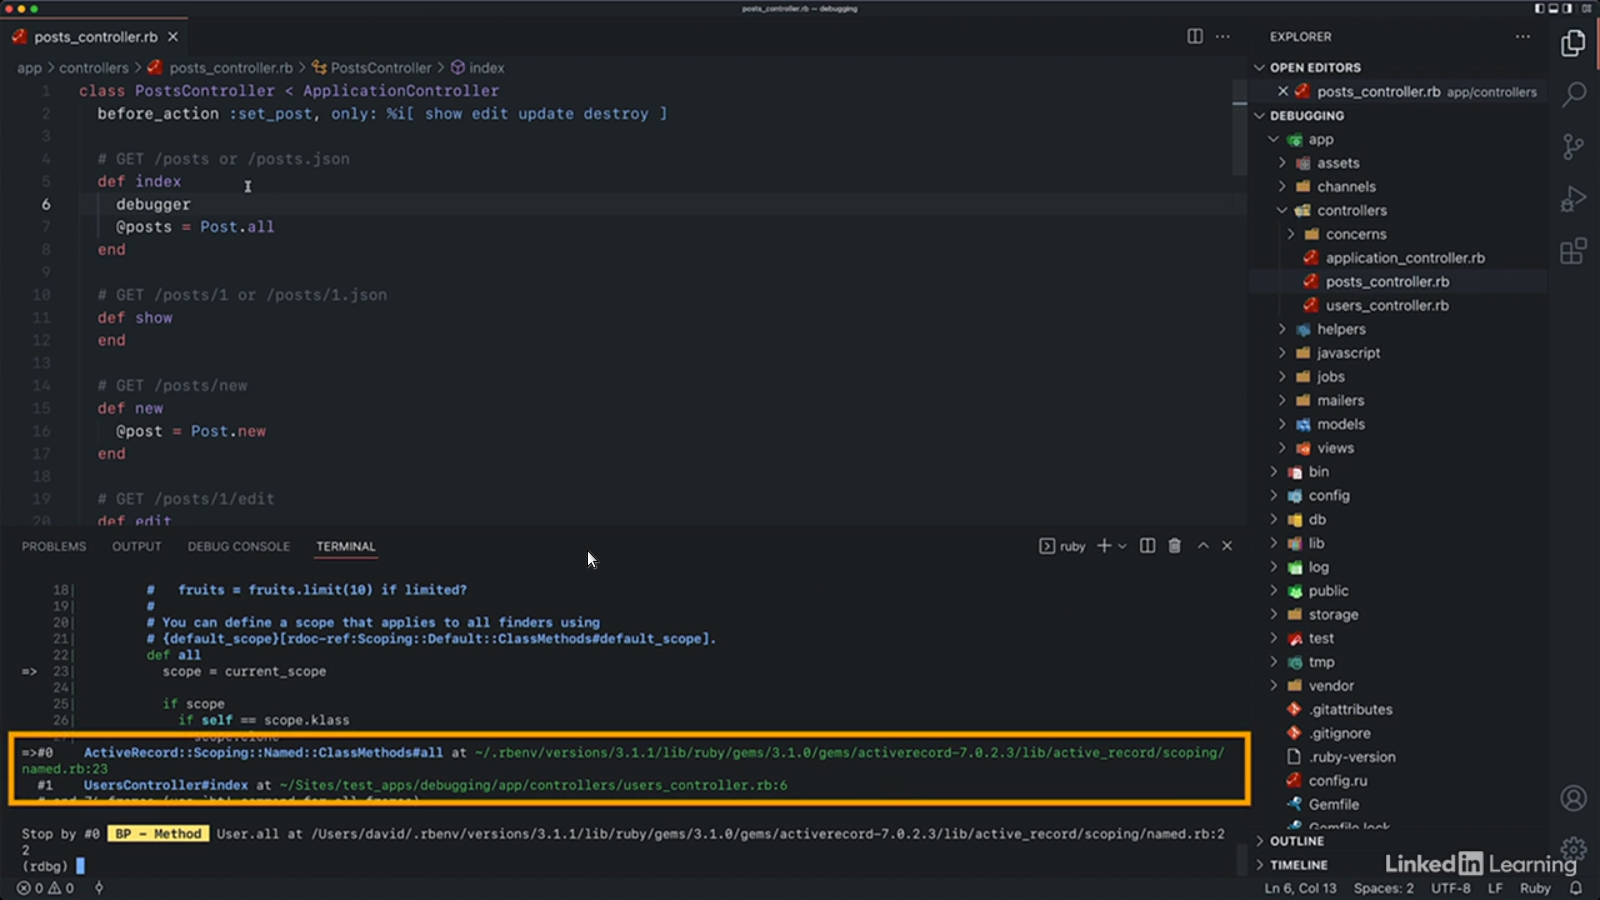 posts_controller.rb — debugging
posts_controller.rb
EXPLORER
app > controllers > posts_controller.rb > PostsController > index
OPEN EDITORS
posts_controller.rb app/controllers
DEBUGGING
app
assets
channels
controllers
concerns
application_controller.rb
posts_controller.rb
users_controller.rb
helpers
javascript
jobs
mailers
models
views
bin
config
db
lib
log
public
storage
test
tmp
vendor
.gitattributes
.gitignore
.ruby-version
config.ru
Gemfile
Gemfile.lock
OUTLINE
TIMELINE
1 class PostsController < ApplicationController
2 before_action :set_post, only: %i[ show edit update destroy ]
3
4 # GET /posts or /posts.json
5 def index
6 debugger
7 @posts = Post.all
8 end
9
10 # GET /posts/1 or /posts/1.json
11 def show
12 end
13
14 # GET /posts/new
15 def new
16 @post = Post.new
17 end
18
19 # GET /posts/1/edit
20 def edit
PROBLEMS OUTPUT DEBUG CONSOLE TERMINAL
ruby
18| # fruits = fruits.limit(10) if limited?
19| #
20| # You can define a scope that applies to all finders using
21| # {default_scope}[rdoc-ref:Scoping::Default::ClassMethods#default_scope].
22| def all
=> 23| scope = current_scope
24|
25| if scope
26| if self == scope.klass
27| scope.clone
=>#0 ActiveRecord::Scoping::Named::ClassMethods#all at ~/.rbenv/versions/3.1.1/lib/ruby/gems/3.1.0/gems/activerecord-7.0.2.3/lib/active_record/scoping/
named.rb:23
#1 UsersController#index at ~/Sites/test_apps/debugging/app/controllers/users_controller.rb:6
# and 74 frames (use `bt' command for all frames)
Stop by #0 BP - Method User.all at /Users/david/.rbenv/versions/3.1.1/lib/ruby/gems/3.1.0/gems/activerecord-7.0.2.3/lib/active_record/scoping/named.rb:2
2
(rdbg)
0 0
Ln 6, Col 13 Spaces: 2 UTF-8 LF Ruby
LinkedIn Learning